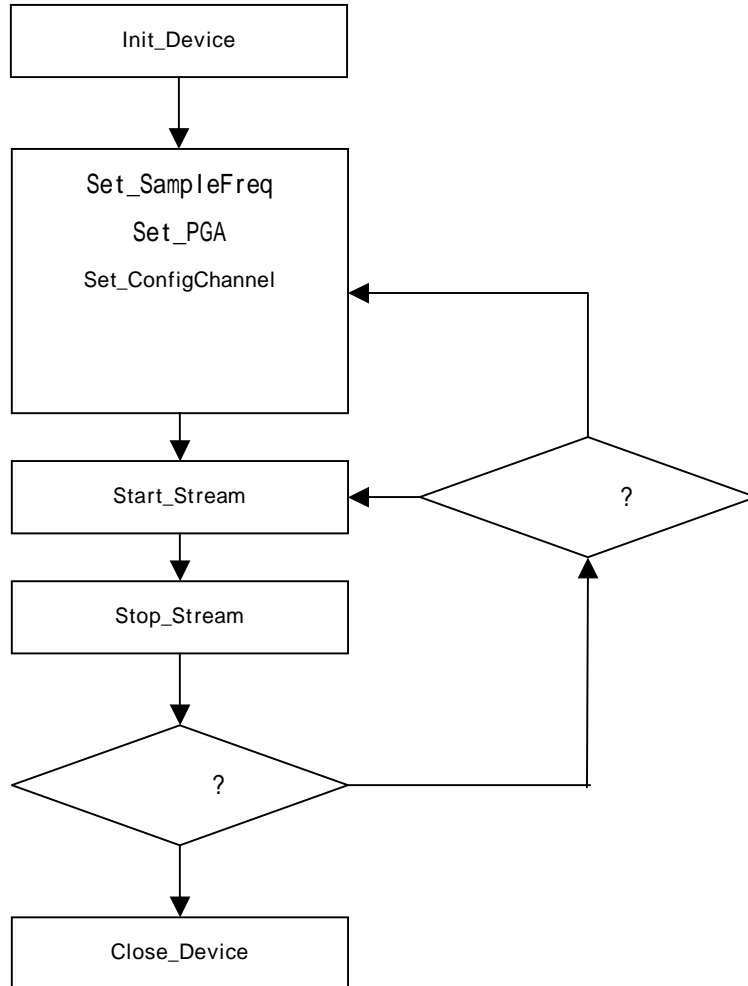 Init_Device
Set_SampleFreq
Set_PGA
Set_ConfigChannel
Start_Stream
?
Stop_Stream
?
Close_Device